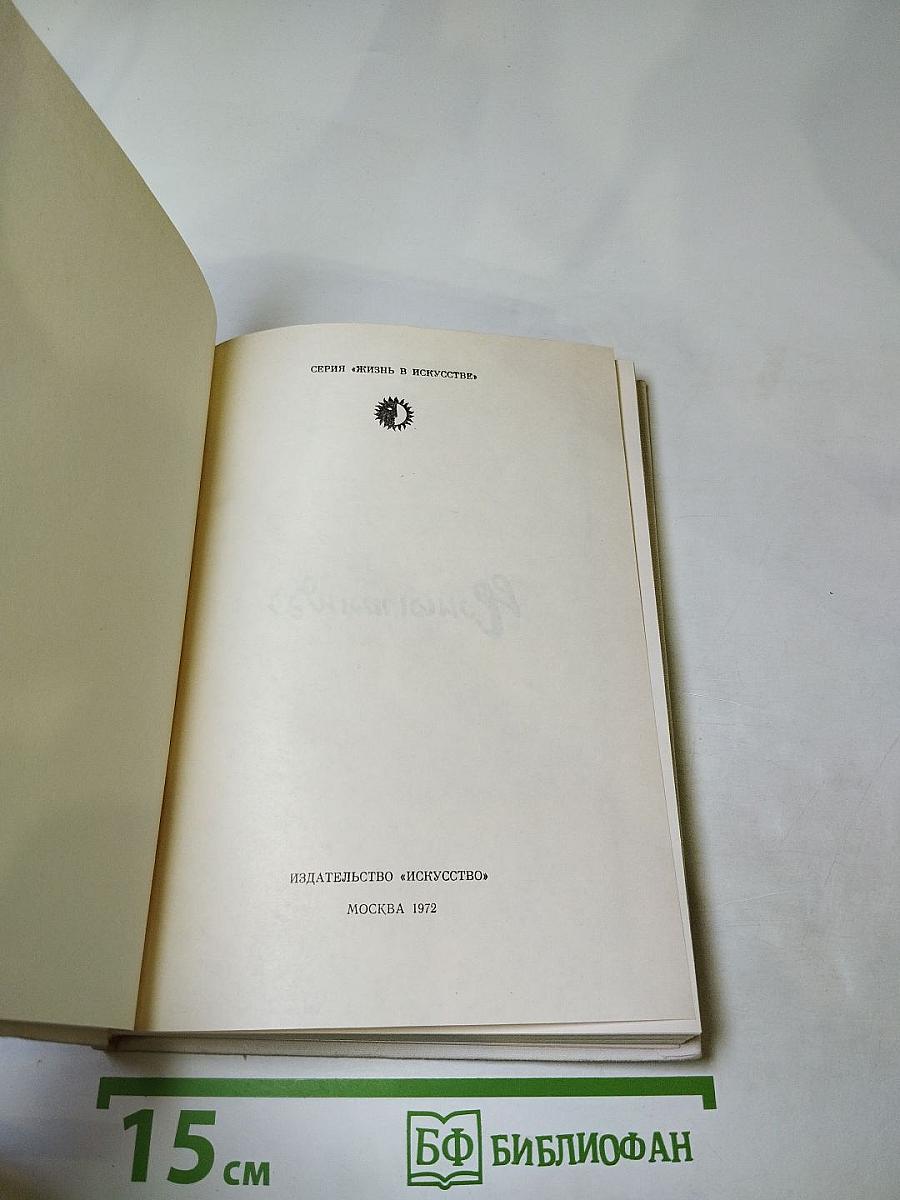 СЕРИЯ «ЖИЗНЬ В ИСКУССТВЕ»
ИЗДАТЕЛЬСТВО «ИСКУССТВО»
МОСКВА 1972
15 см
БФ БИБЛИОФАН